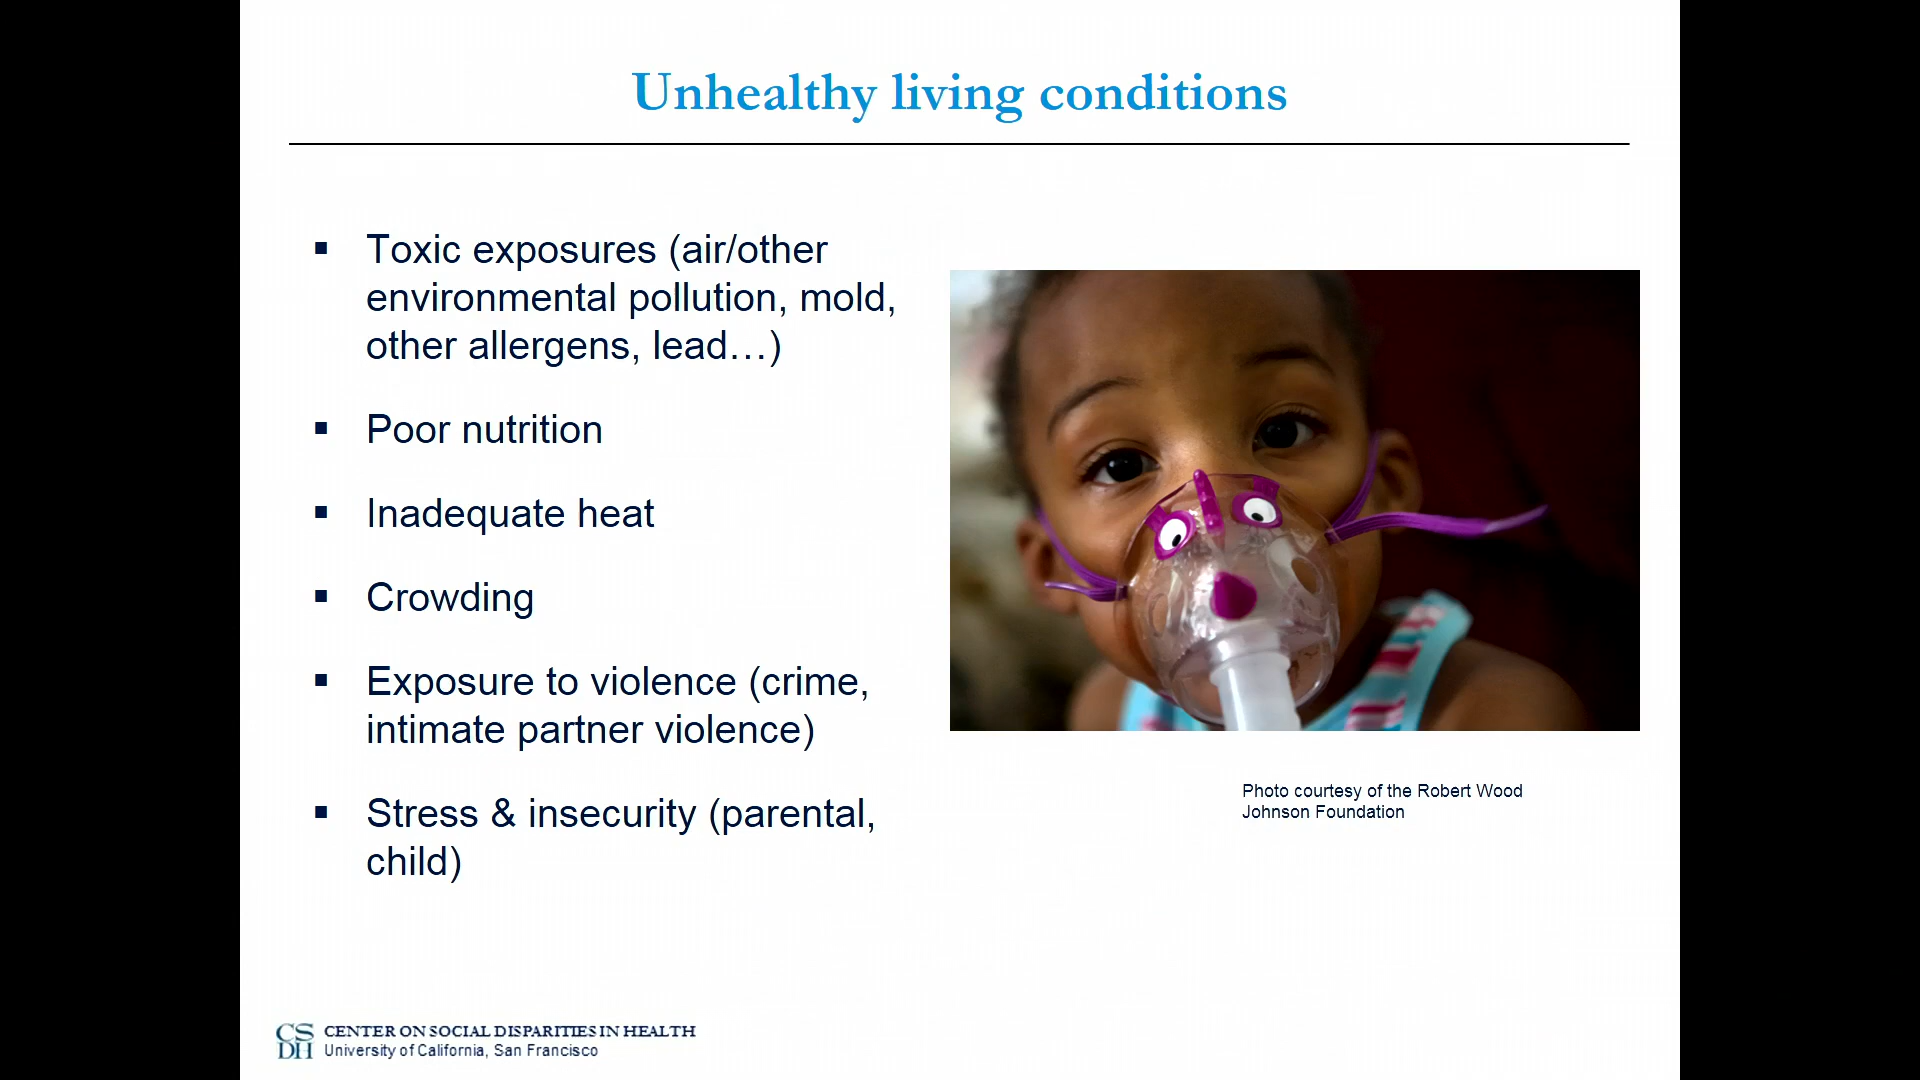 Unhealthy living conditions
▪ Toxic exposures (air/other
environmental pollution, mold,
other allergens, lead…)
▪ Poor nutrition
▪ Inadequate heat
▪ Crowding
▪ Exposure to violence (crime,
intimate partner violence)
▪ Stress & insecurity (parental,
child)
Photo courtesy of the Robert Wood
Johnson Foundation
CS
DH
CENTER ON SOCIAL DISPARITIES IN HEALTH
University of California, San Francisco